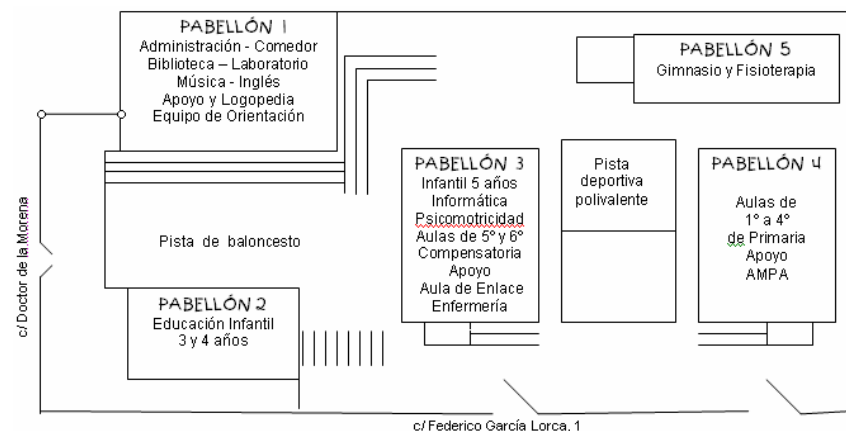 PABELLÓN 1
Administración - Comedor
Biblioteca – Laboratorio
Música - Inglés
Apoyo y Logopedia
Equipo de Orientación
PABELLÓN 5
Gimnasio y Fisioterapia
PABELLÓN 3
Infantil 5 años
Informática
Psicomotricidad
Aulas de 5º y 6º
Compensatoria
Apoyo
Aula de Enlace
Enfermería
Pista
deportiva
polivalente
PABELLÓN 4
Aulas de
1º a 4º
de Primaria
Apoyo
AMPA
Pista de baloncesto
c/ Doctor de la Morena
PABELLÓN 2
Educación Infantil
3 y 4 años
c/ Federico García Lorca, 1